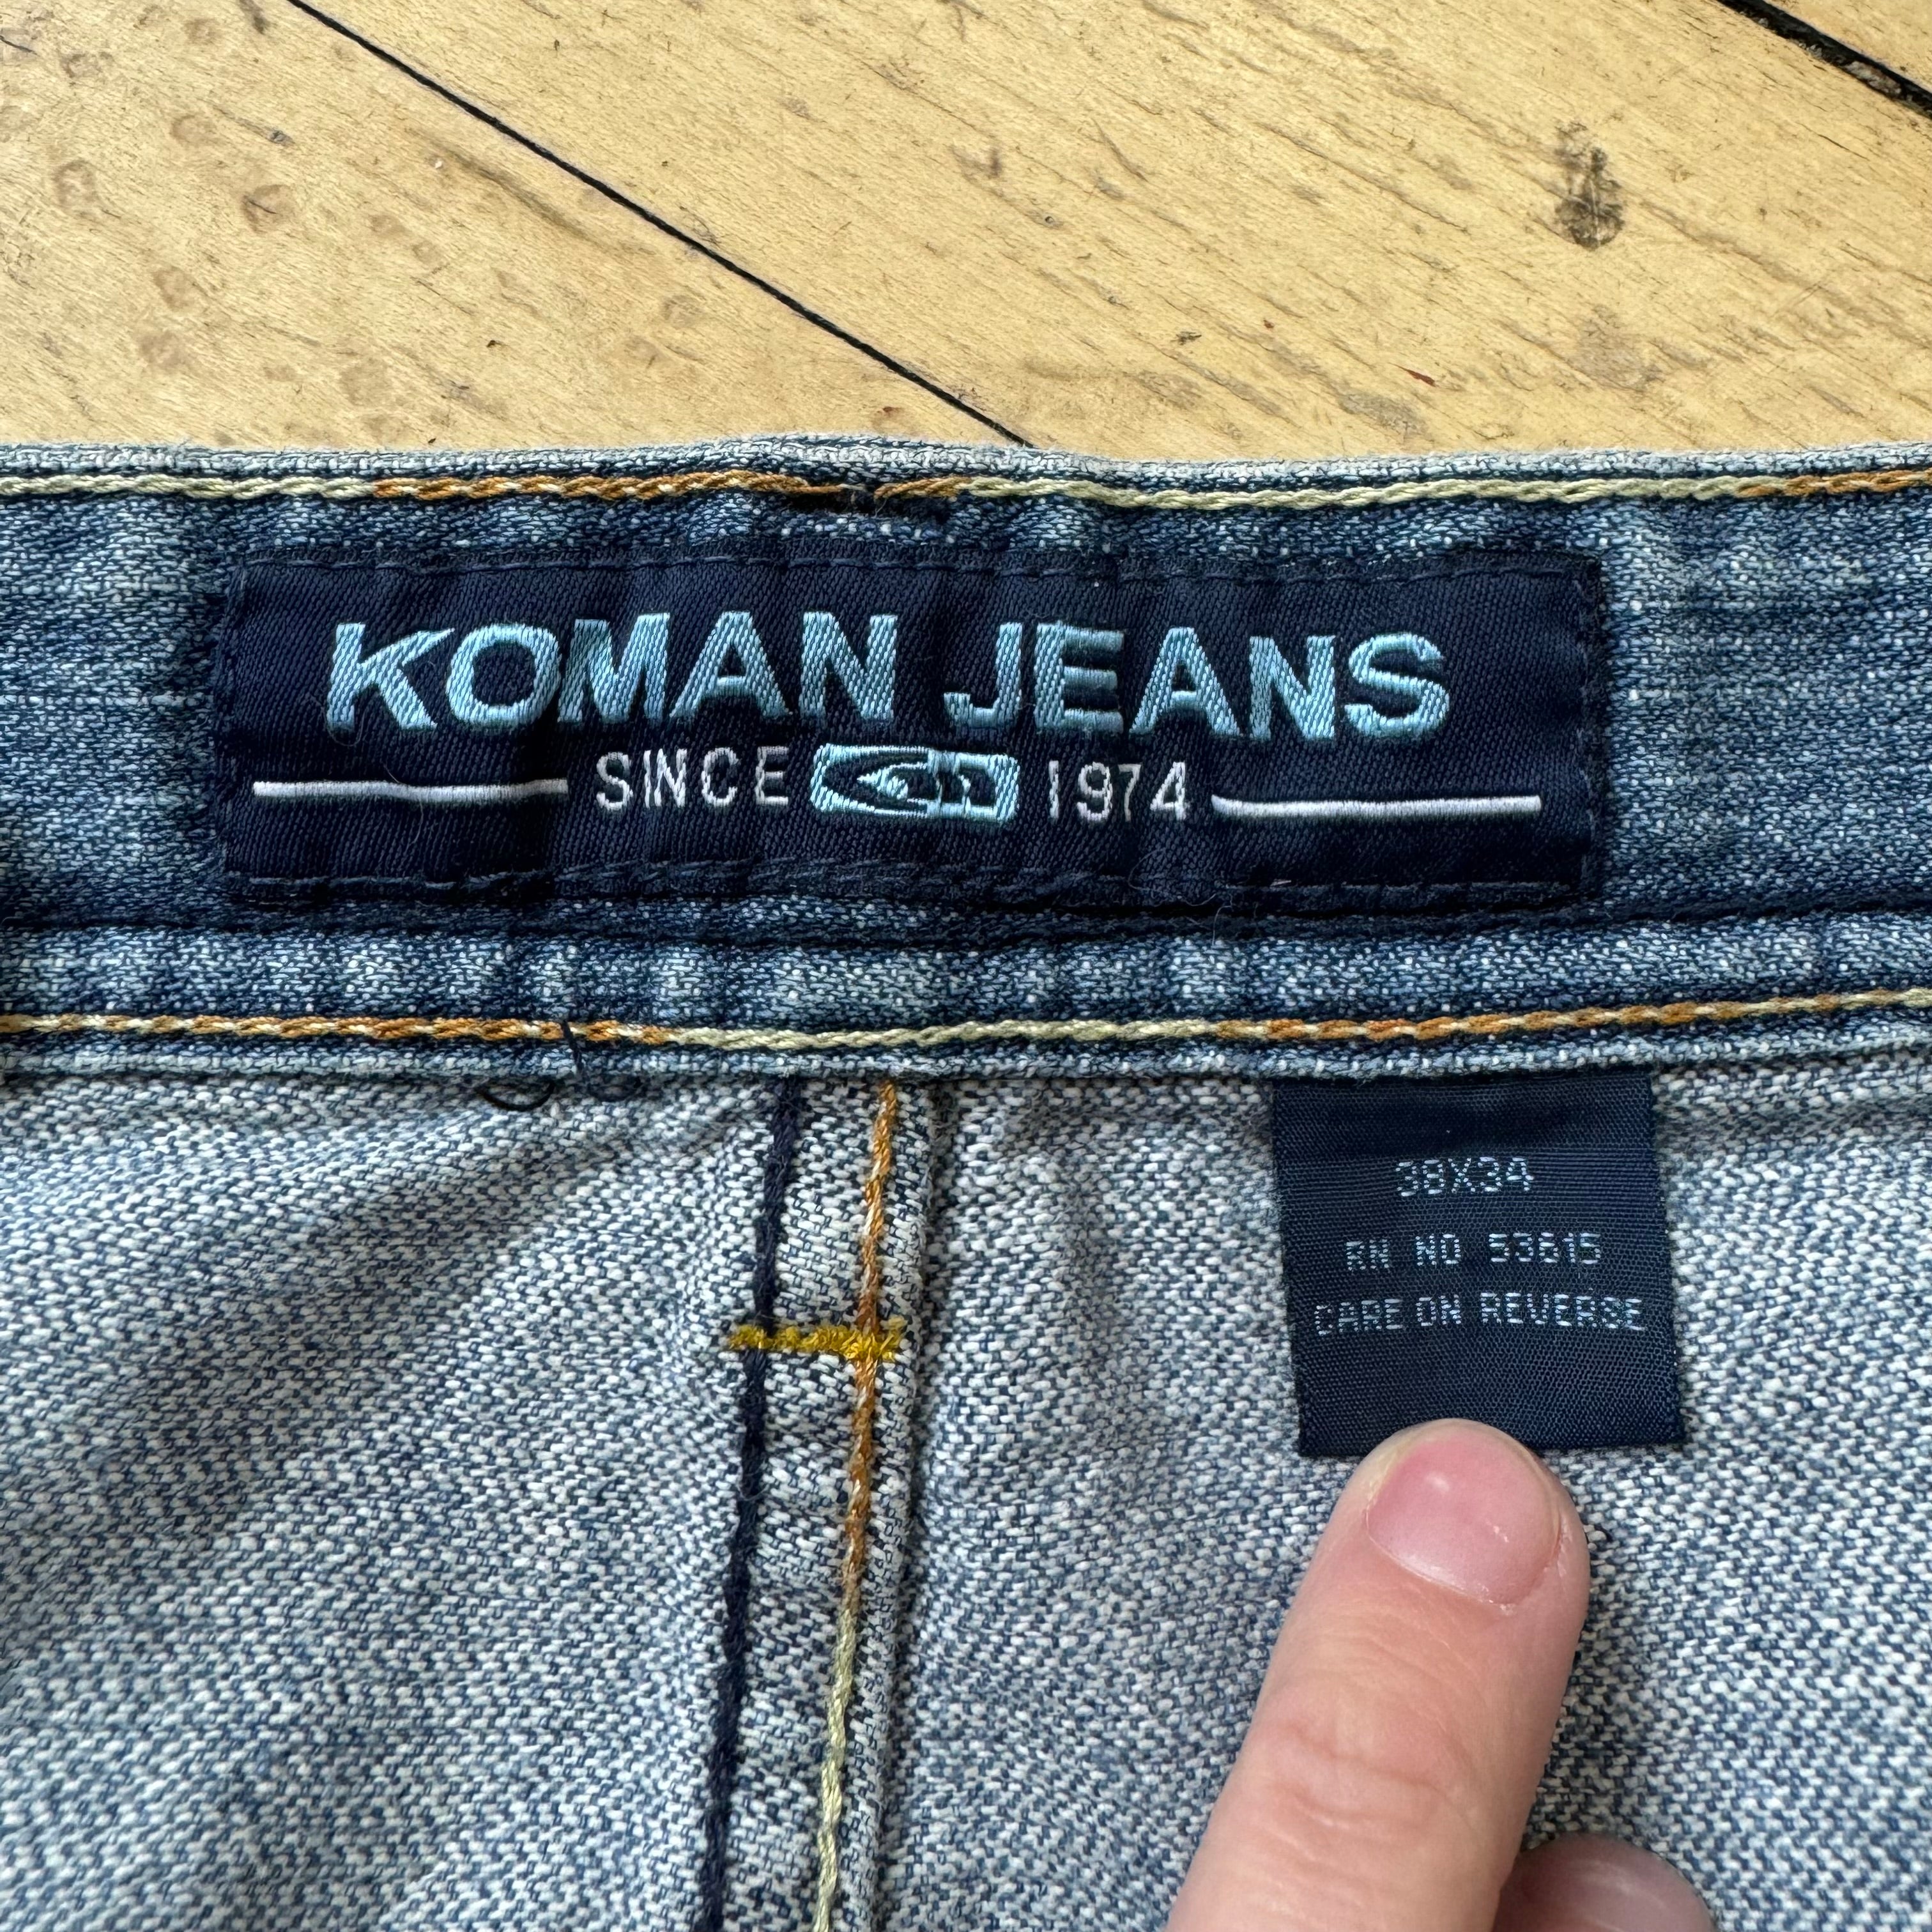 KOMAN JEANS
SINCE 1974
38X34
RN NO 53615
CARE ON REVERSE